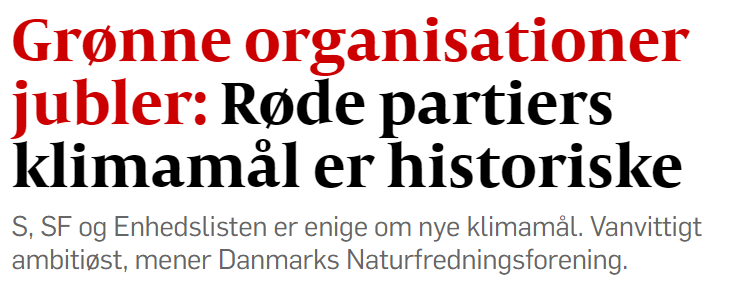 Grønne organisationer
jubler: Røde partiers
klimamål er historiske
S, SF og Enhedslisten er enige om nye klimamål. Vanvittigt
ambitiøst, mener Danmarks Naturfredningsforening.